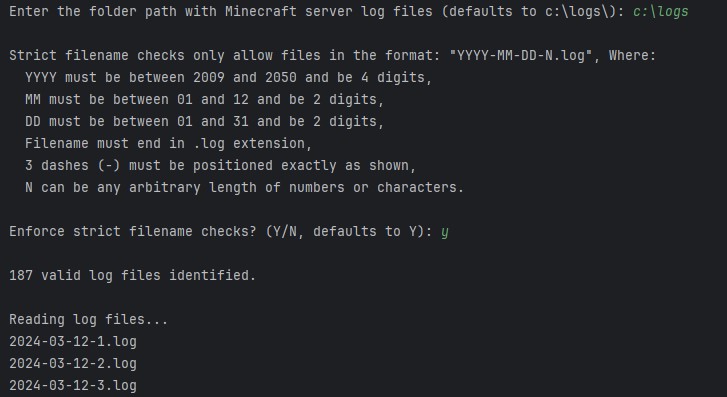 Enter the folder path with Minecraft server log files (defaults to c:\logs\): c:\logs
Strict filename checks only allow files in the format: "YYYY-MM-DD-N.log", Where:
YYYY must be between 2009 and 2050 and be 4 digits,
MM must be between 01 and 12 and be 2 digits,
DD must be between 01 and 31 and be 2 digits,
Filename must end in .log extension,
3 dashes (-) must be positioned exactly as shown,
N can be any arbitrary length of numbers or characters.
Enforce strict filename checks? (Y/N, defaults to Y): y
187 valid log files identified.
Reading log files...
2024-03-12-1.log
2024-03-12-2.log
2024-03-12-3.log